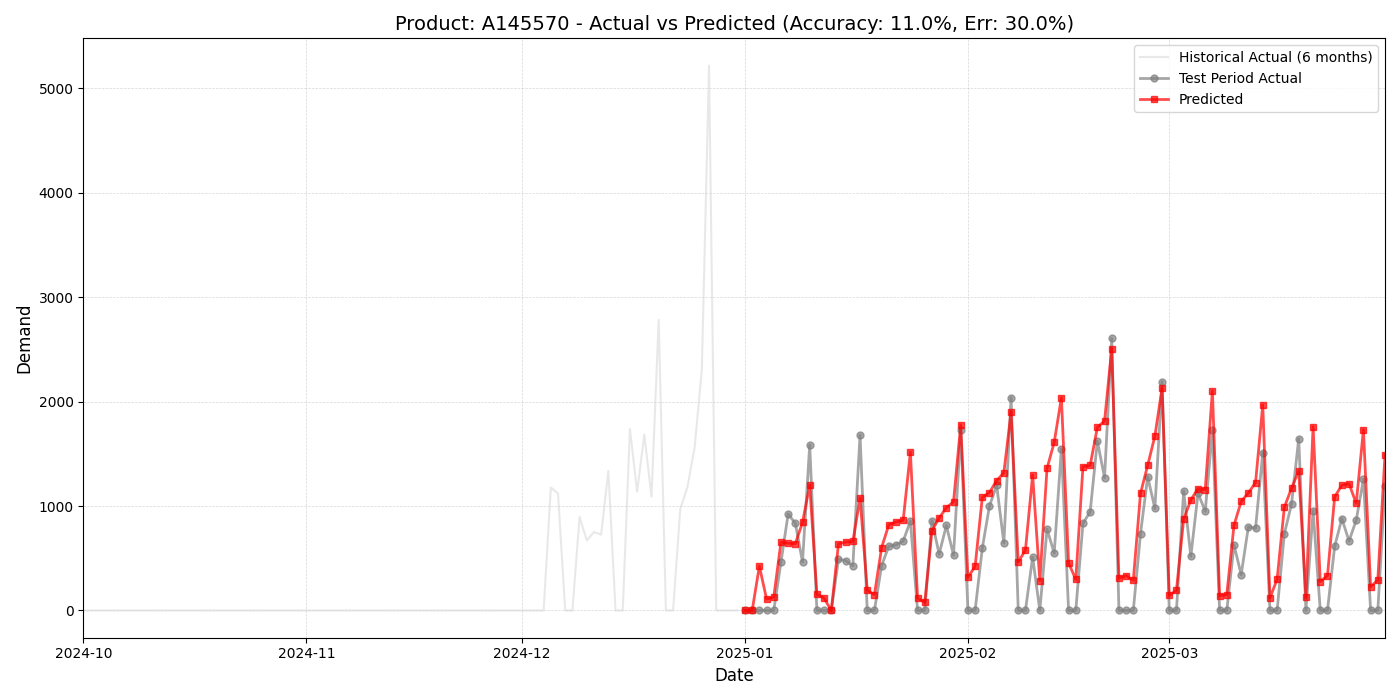 Product: A145570 - Actual vs Predicted (Accuracy: 11.0%, Err: 30.0%)
Historical Actual (6 months)
Test Period Actual
Predicted
Demand
5000
4000
3000
2000
1000
0
2024-10
2024-11
2024-12
2025-01
2025-02
2025-03
Date